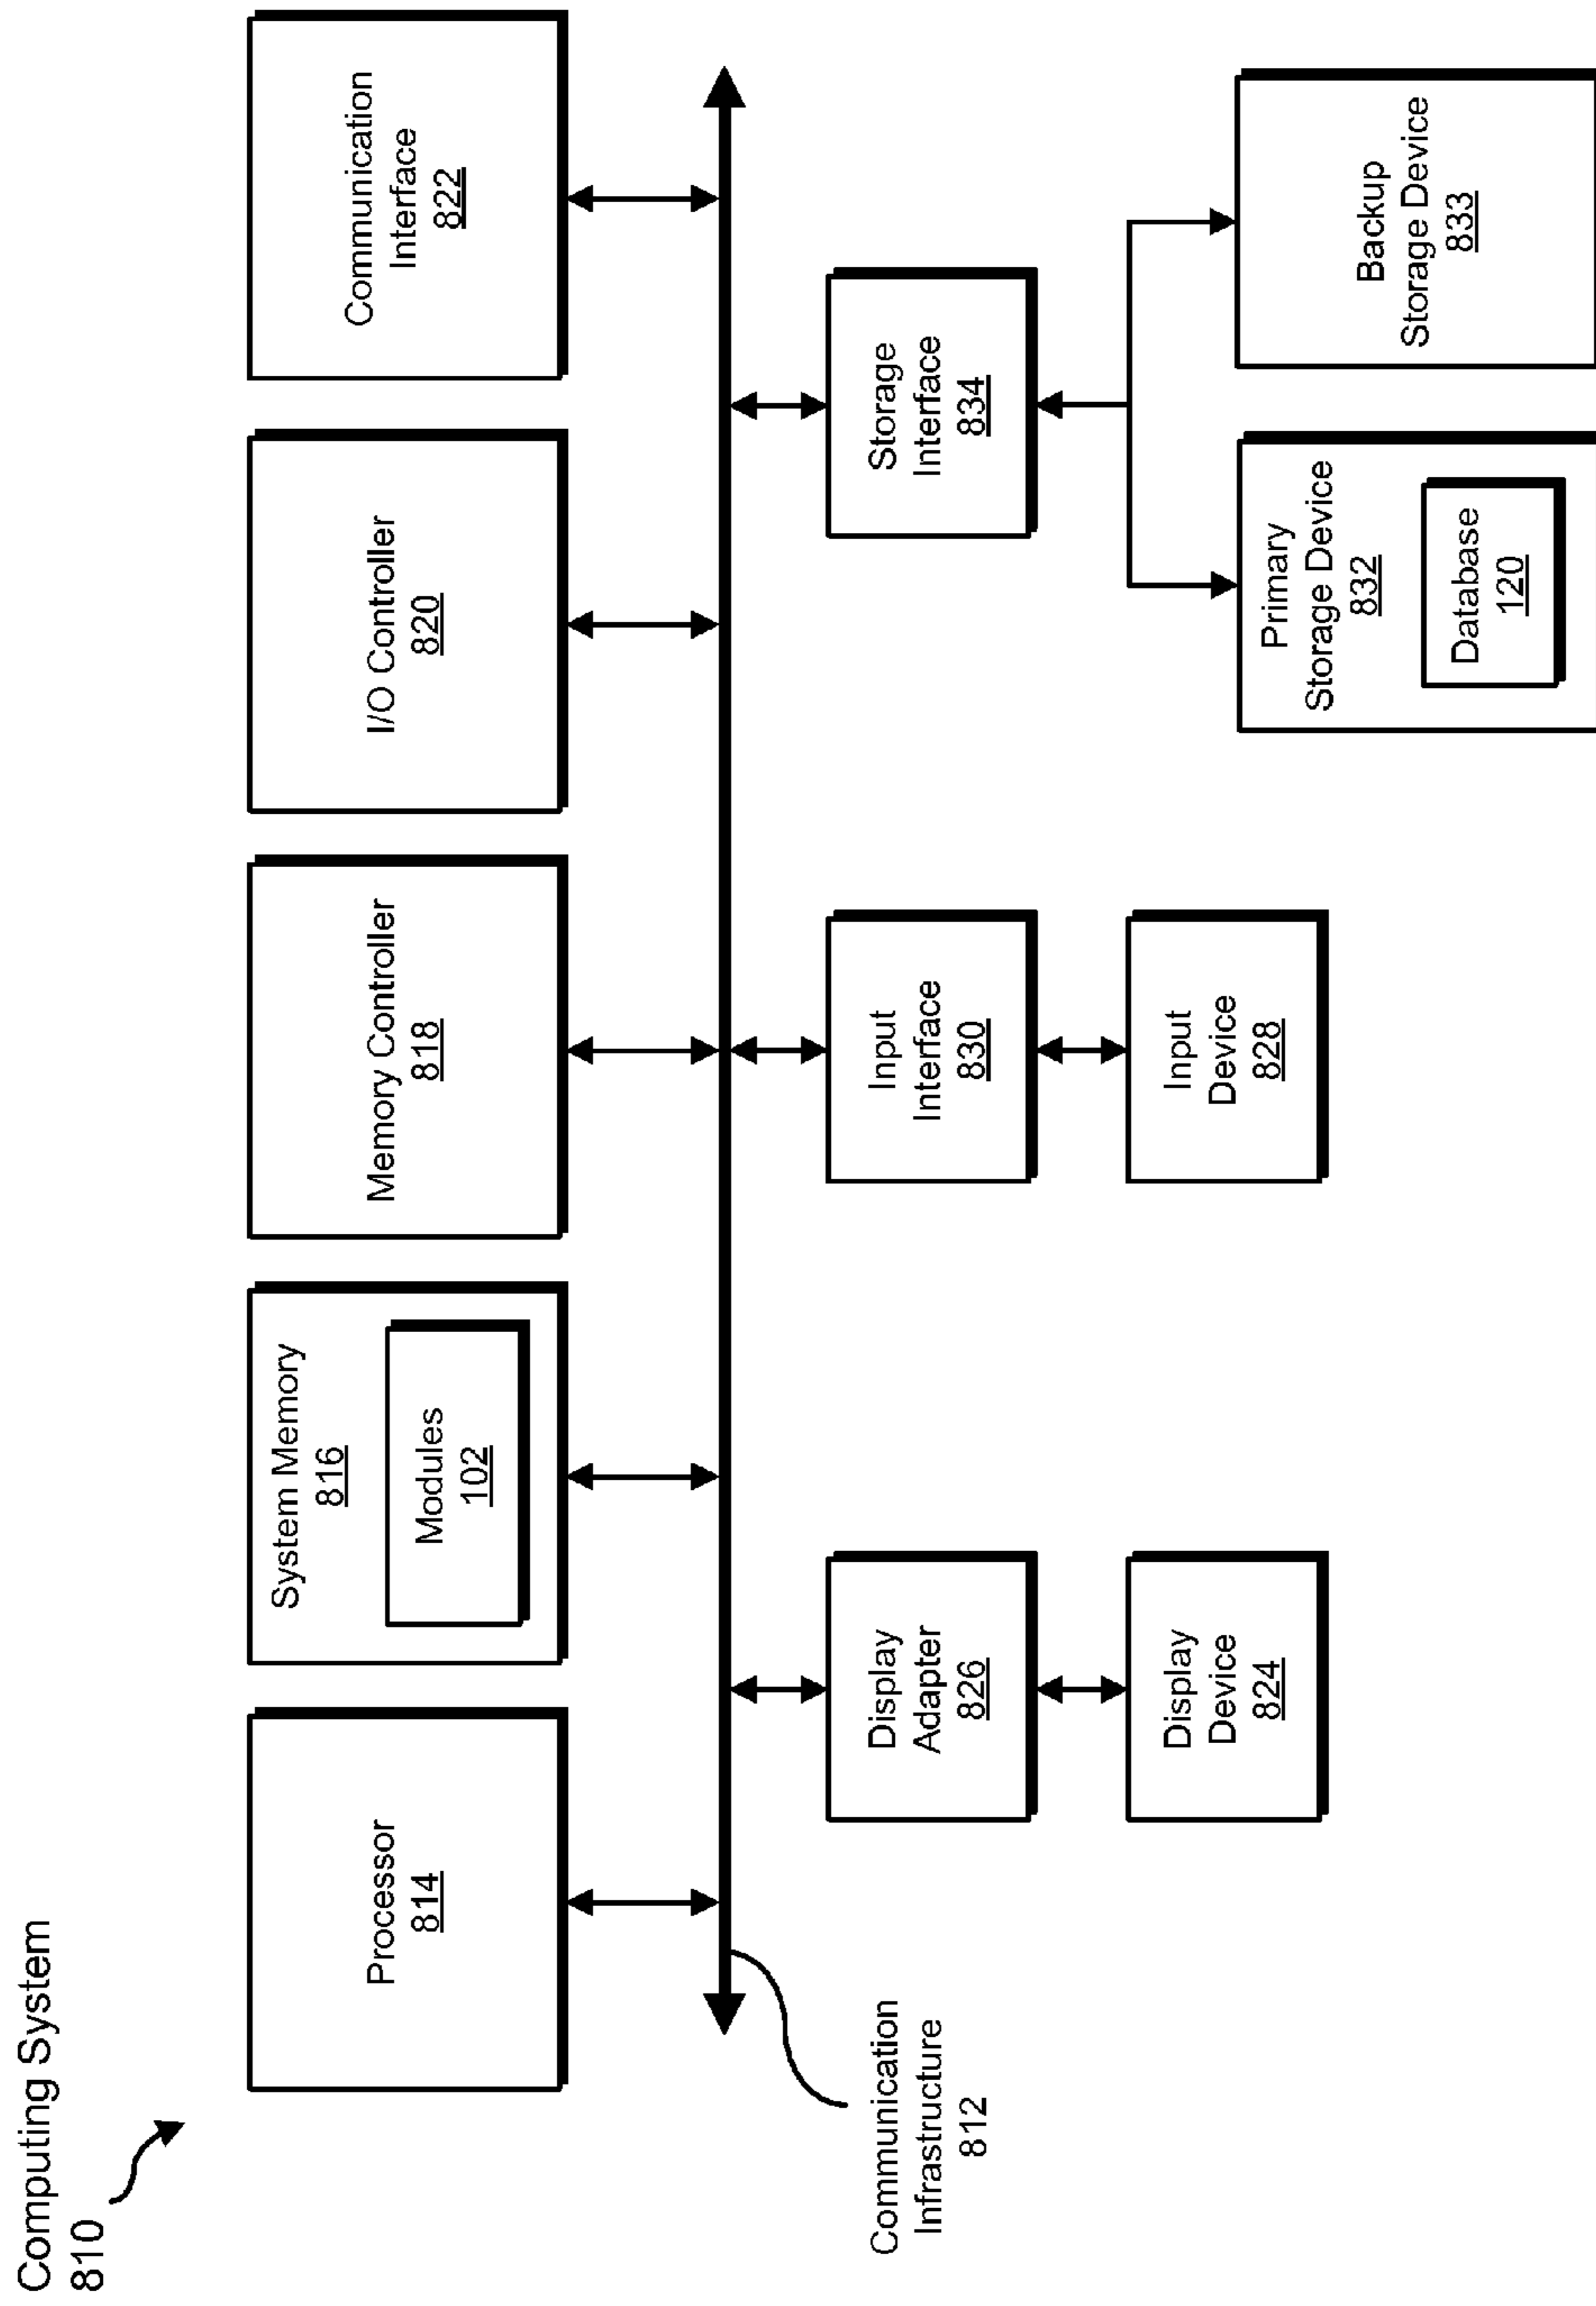 Computing System
810
Processor
814
System Memory
816
Modules
102
Memory Controller
818
I/O Controller
820
Communication
Interface
822
Communication
Infrastructure
812
Display
Adapter
826
Input
Interface
830
Storage
Interface
834
Display
Device
824
Input
Device
828
Primary
Storage Device
832
Database
120
Backup
Storage Device
833